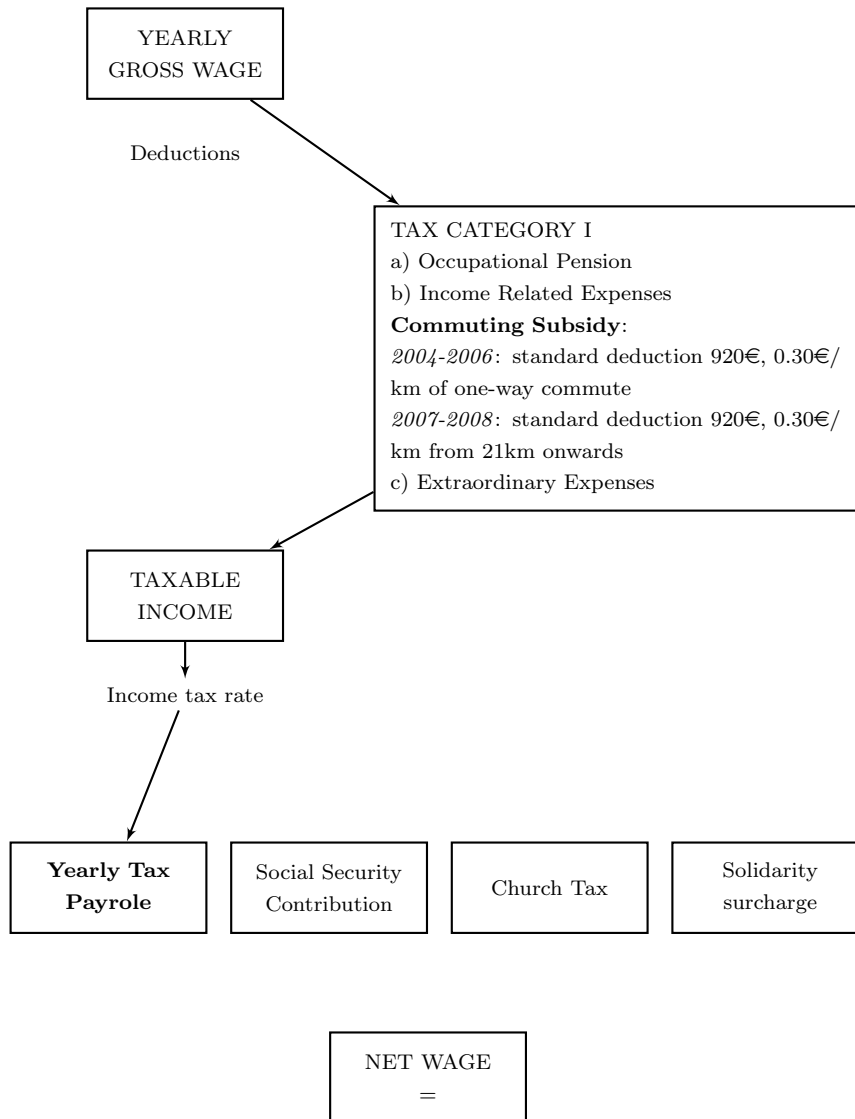 YEARLY
GROSS WAGE
Deductions
TAX CATEGORY I
a) Occupational Pension
b) Income Related Expenses
Commuting Subsidy:
2004-2006: standard deduction 920€, 0.30€/
km of one-way commute
2007-2008: standard deduction 920€, 0.30€/
km from 21km onwards
c) Extraordinary Expenses
TAXABLE
INCOME
Income tax rate
Yearly Tax
Payrole
Social Security
Contribution
Church Tax
Solidarity
surcharge
NET WAGE
=